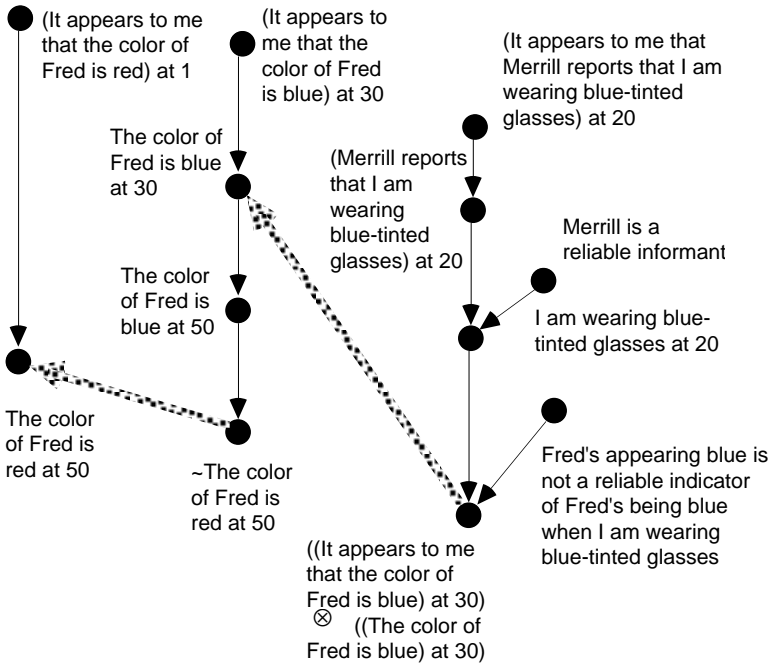 (It appears to me
that the color of
Fred is red) at 1
(It appears to
me that the
color of Fred
is blue) at 30
(It appears to me that
Merrill reports that I am
wearing blue-tinted
glasses) at 20
The color of
Fred is blue
at 30
(Merrill reports
that I am
wearing
blue-tinted
glasses) at 20
Merrill is a
reliable informant
The color
of Fred is
blue at 50
I am wearing blue-
tinted glasses at 20
The color
of Fred is
red at 50
~The color
of Fred is
red at 50
Fred's appearing blue is
not a reliable indicator
of Fred's being blue
when I am wearing
blue-tinted glasses
((It appears to me
that the color of
Fred is blue) at 30)
⊗ ((The color of
Fred is blue) at 30)